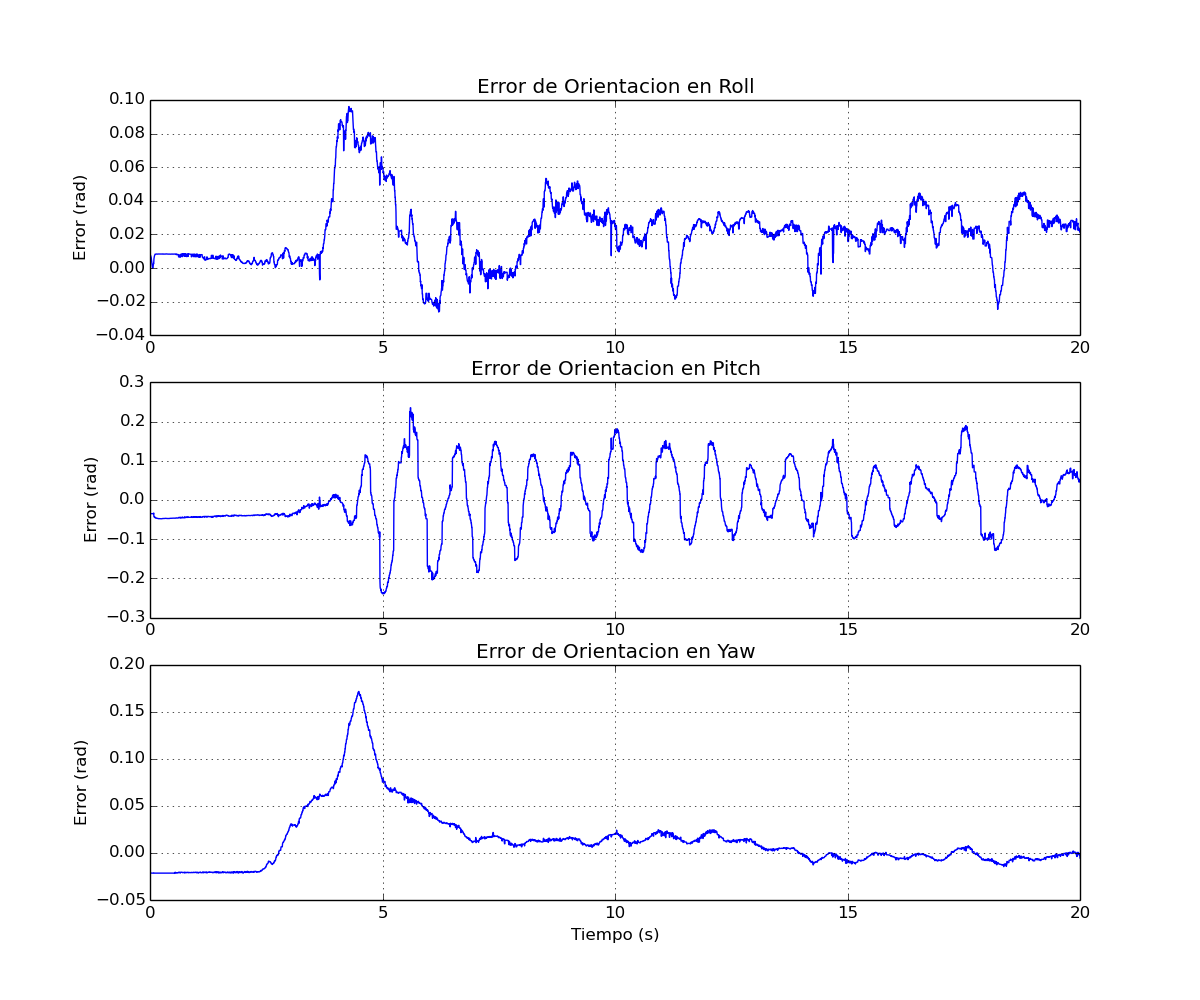 Error de Orientacion en Roll
0.10
0.08
0.06
0.04
0.02
0.00
−0.02
−0.04
Error (rad)
0 5 10 15 20
Error de Orientacion en Pitch
0.3
0.2
0.1
0.0
−0.1
−0.2
−0.3
Error (rad)
0 5 10 15 20
Error de Orientacion en Yaw
0.20
0.15
0.10
0.05
0.00
−0.05
Error (rad)
0 5 10 15 20
Tiempo (s)